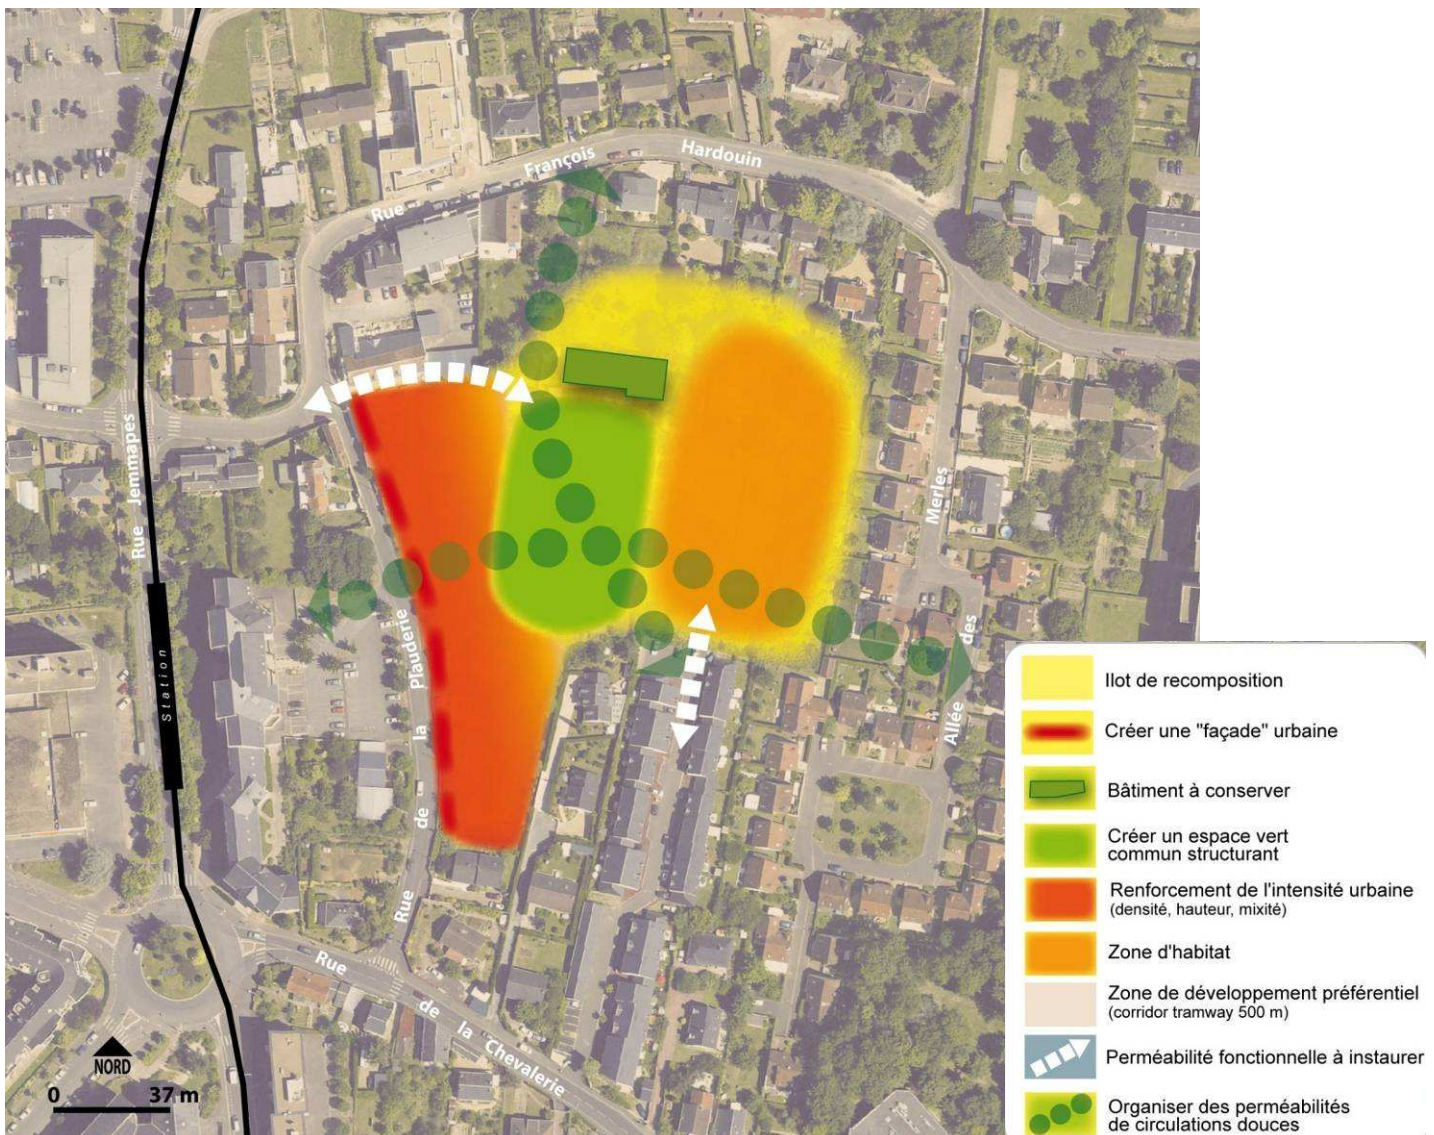 Rue François Hardouin
Rue Jemmapes
Station
Rue de la Plauderie
Merles
Allée des
Rue de la Chevalerie
NORD
0 37 m
Ilot de recomposition
Créer une "façade" urbaine
Bâtiment à conserver
Créer un espace vert
commun structurant
Renforcement de l'intensité urbaine
(densité, hauteur, mixité)
Zone d'habitat
Zone de développement préférentiel
(corridor tramway 500 m)
Perméabilité fonctionnelle à instaurer
Organiser des perméabilités
de circulations douces